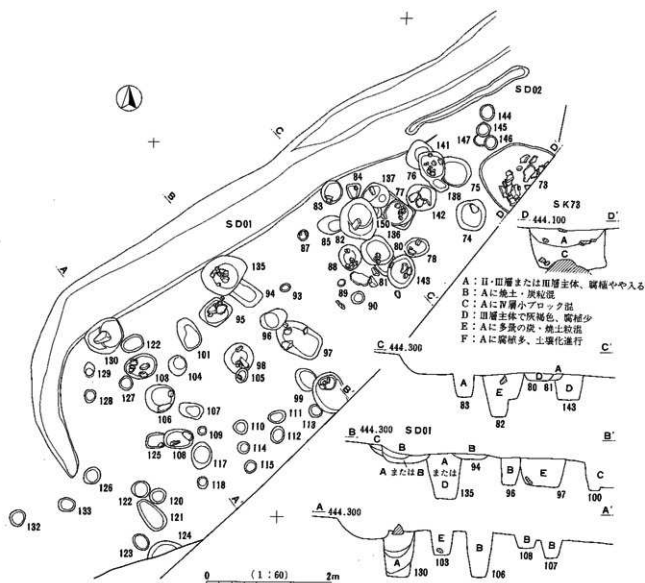 SD02
144
145
147 146
141
76
84 137
83 77
138 75 73
142
150
85 82 136
74
87
80
78
88
81
143
89
90
SD01
135
94 93
95
96
97
130 122
101
129 103 104
98
105
127
128
99
106
107
113
111
110
112
109
125 108
114
117
115
118
126
122 120
133
132
121
123 124
A
B
C
D
D'
C'
B'
A'
SK73
D 444.100 D'
A
C
A：II・III層またはIII層主体、腐植やや入る
B：Aに焼土・炭粒混
C：AにIV層小ブロック混
D：III層主体で灰褐色、腐植少
E：Aに多量の炭・焼土粒混
F：Aに腐植多、土壌化進行
C 444.300 C'
A
D
A E D
83 80 81 143
82
B 444.300 SD01 B'
C B
AまたはB
A または D
94
B E C
135 96 97 100
A 444.300 A'
A
E B B B
130 103 106 108 107
0 (1:60) 2m